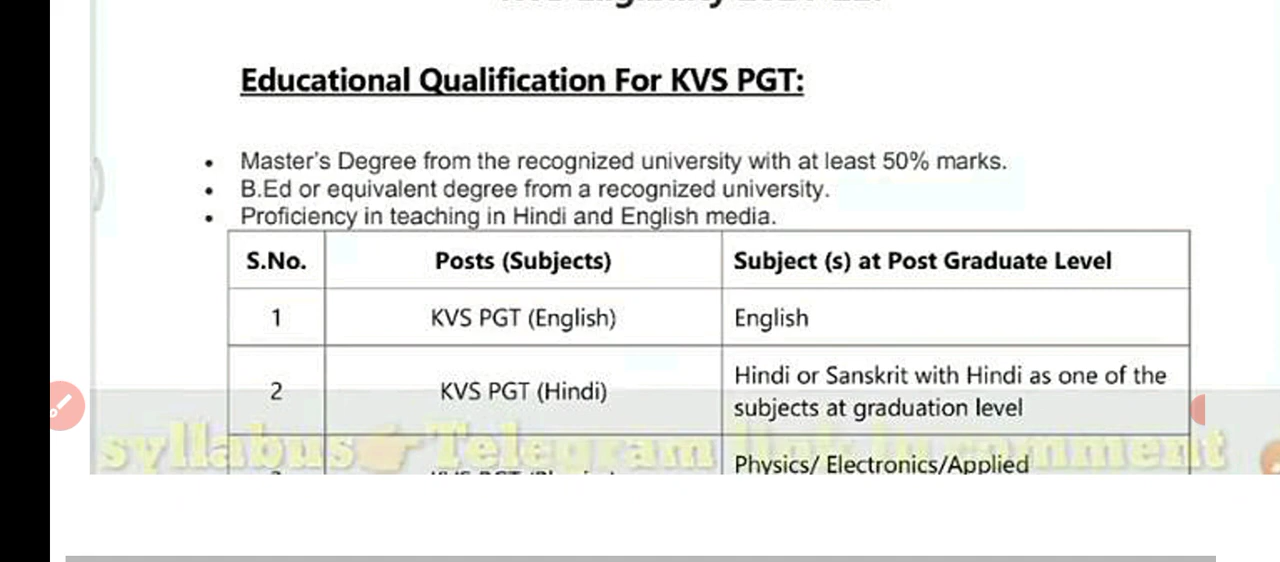 Educational Qualification For KVS PGT:
• Master's Degree from the recognized university with at least 50% marks.
• B.Ed or equivalent degree from a recognized university.
• Proficiency in teaching in Hindi and English media.
S.No. Posts (Subjects) Subject (s) at Post Graduate Level
1 KVS PGT (English) English
2 KVS PGT (Hindi) Hindi or Sanskrit with Hindi as one of the
subjects at graduation level
syllabus Telegram link in comment
Physics/ Electronics/Applied